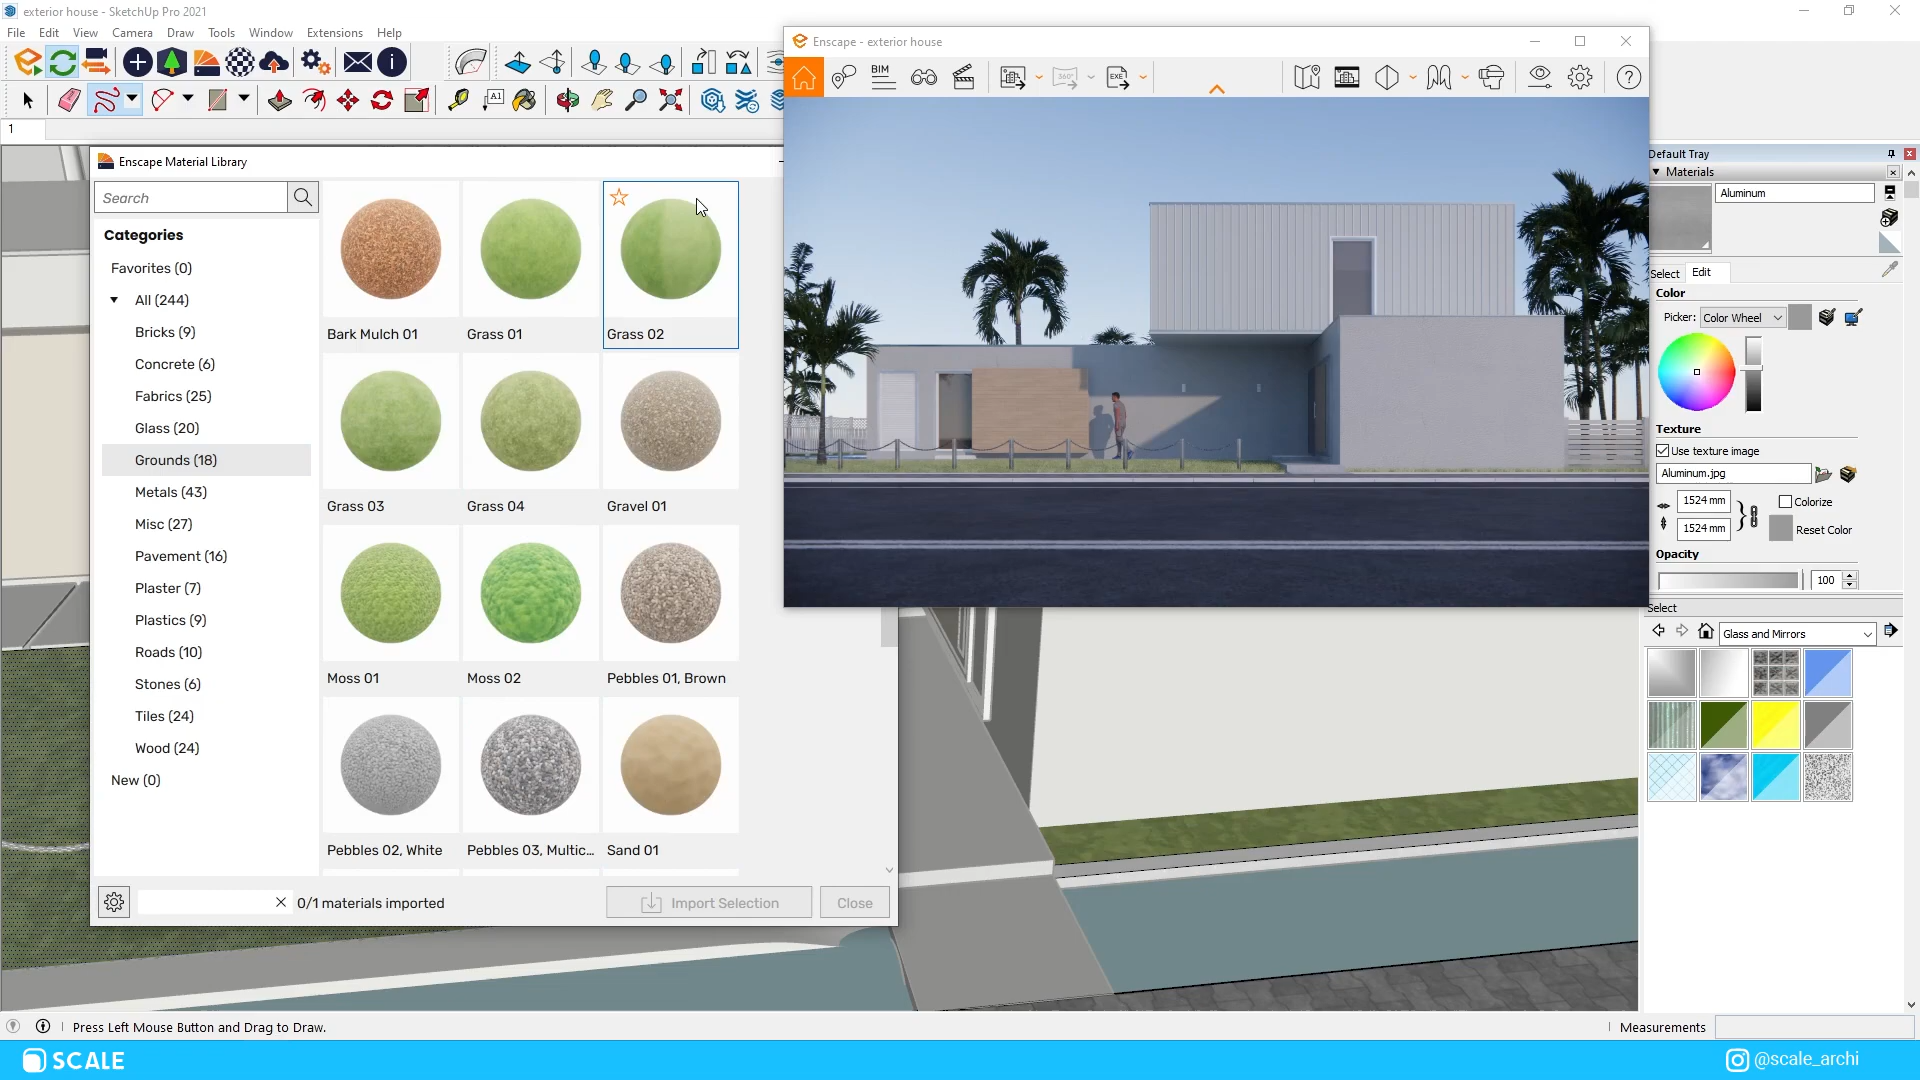 exterior house - SketchUp Pro 2021
File Edit View Camera Draw Tools Window Extensions Help
1
Enscape Material Library
Search
Categories
Favorites (0)
All (244)
Bricks (9)
Concrete (6)
Fabrics (25)
Glass (20)
Grounds (18)
Metals (43)
Misc (27)
Pavement (16)
Plaster (7)
Plastics (9)
Roads (10)
Stones (6)
Tiles (24)
Wood (24)
New (0)
Bark Mulch 01
Grass 01
Grass 02
Grass 03
Grass 04
Gravel 01
Moss 01
Moss 02
Pebbles 01, Brown
Pebbles 02, White
Pebbles 03, Multic...
Sand 01
0/1 materials imported
Import Selection
Close
Enscape - exterior house
BIM
360°
EXE
A1
Default Tray
Materials
Aluminum
Select Edit
Color
Picker: Color Wheel
Texture
Use texture image
Aluminum.jpg
1524 mm
Colorize
1524 mm
Reset Color
Opacity
100
Select
Glass and Mirrors
Press Left Mouse Button and Drag to Draw.
Measurements
SCALE
@scale_archi